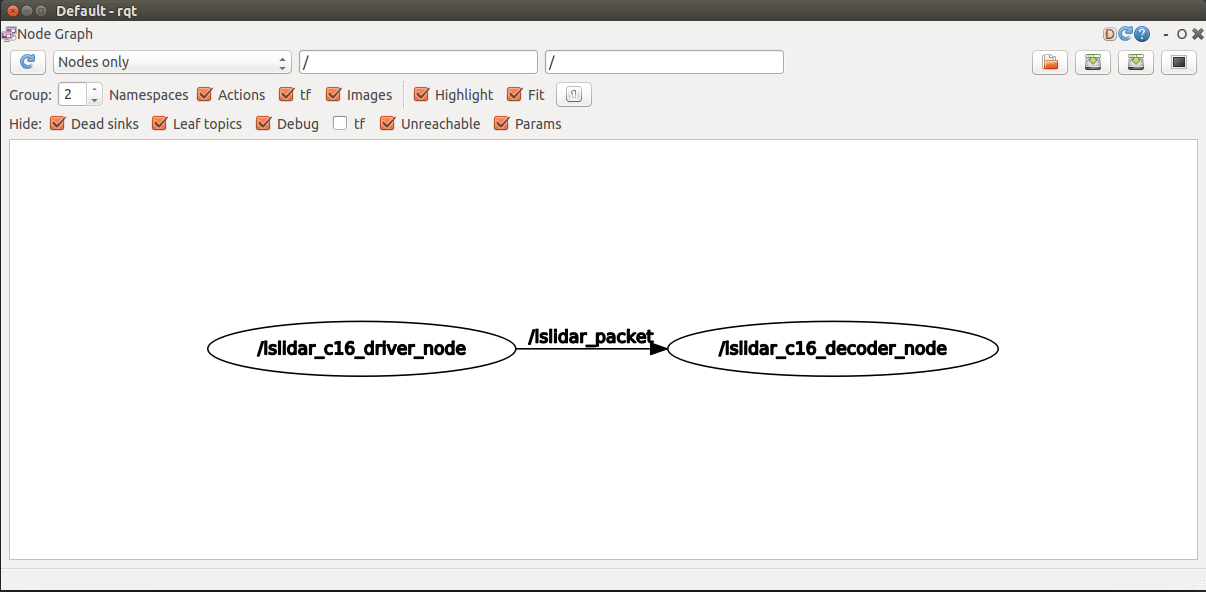 Default - rqt
Node Graph D ? - O ✖
Nodes only / /
Group: 2 Namespaces Actions tf Images Highlight Fit 1
Hide: Dead sinks Leaf topics Debug tf Unreachable Params
/lslidar_packet
/lslidar_c16_driver_node /lslidar_c16_decoder_node